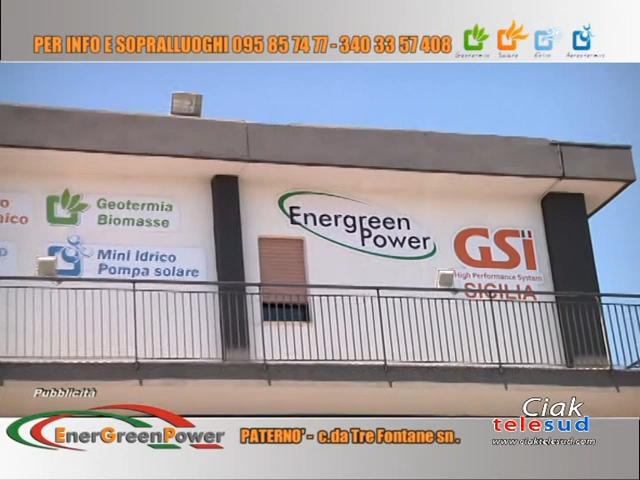 PER INFO E SOPRALLUOGHI 095 85 74 77 - 340 33 57 408
Geotermico Solare Eolico Aerotermico
Geotermia
Biomasse
Mini Idrico
Pompa solare
Energreen
Power
GSi
High Performance System
SICILIA
Pubblicità
EnerGreenPower
PATERNO' - c.da Tre Fontane sn.
Ciak
telesud
www.ciaktelesud.com